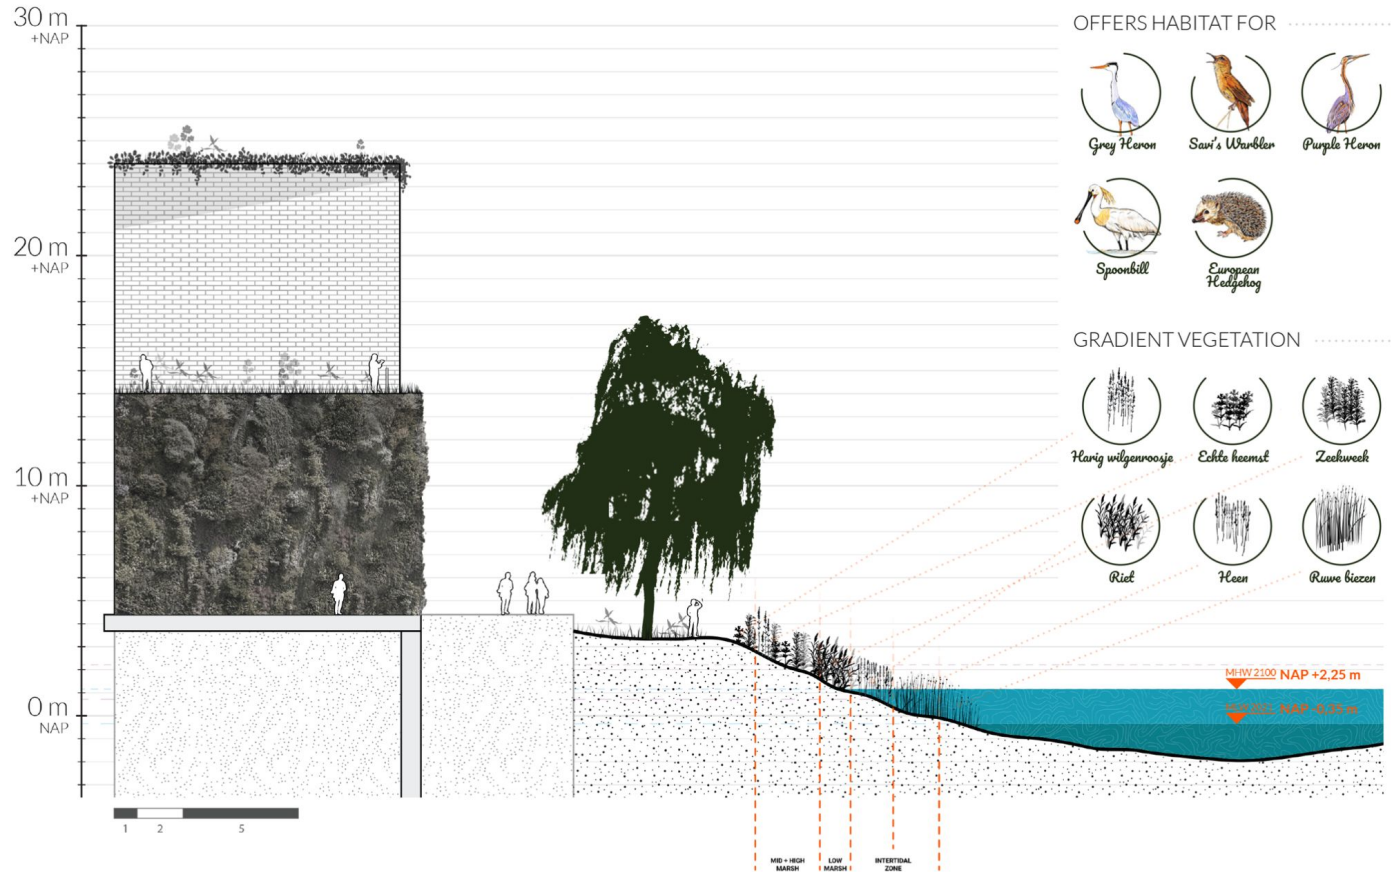 30 m
+NAP
20 m
+NAP
10 m
+NAP
0 m
NAP
1 2 5
OFFERS HABITAT FOR
Grey Heron
Savi's Warbler
Purple Heron
Spoonbill
European
Hedgehog
GRADIENT VEGETATION
Harig wilgenroosje
Echte heemst
Zeekweek
Riet
Heen
Ruwe biezen
MHW 2100 NAP +2,25 m
NAP -0,35 m
MID + HIGH
MARSH
LOW
MARSH
INTERTIDAL
ZONE